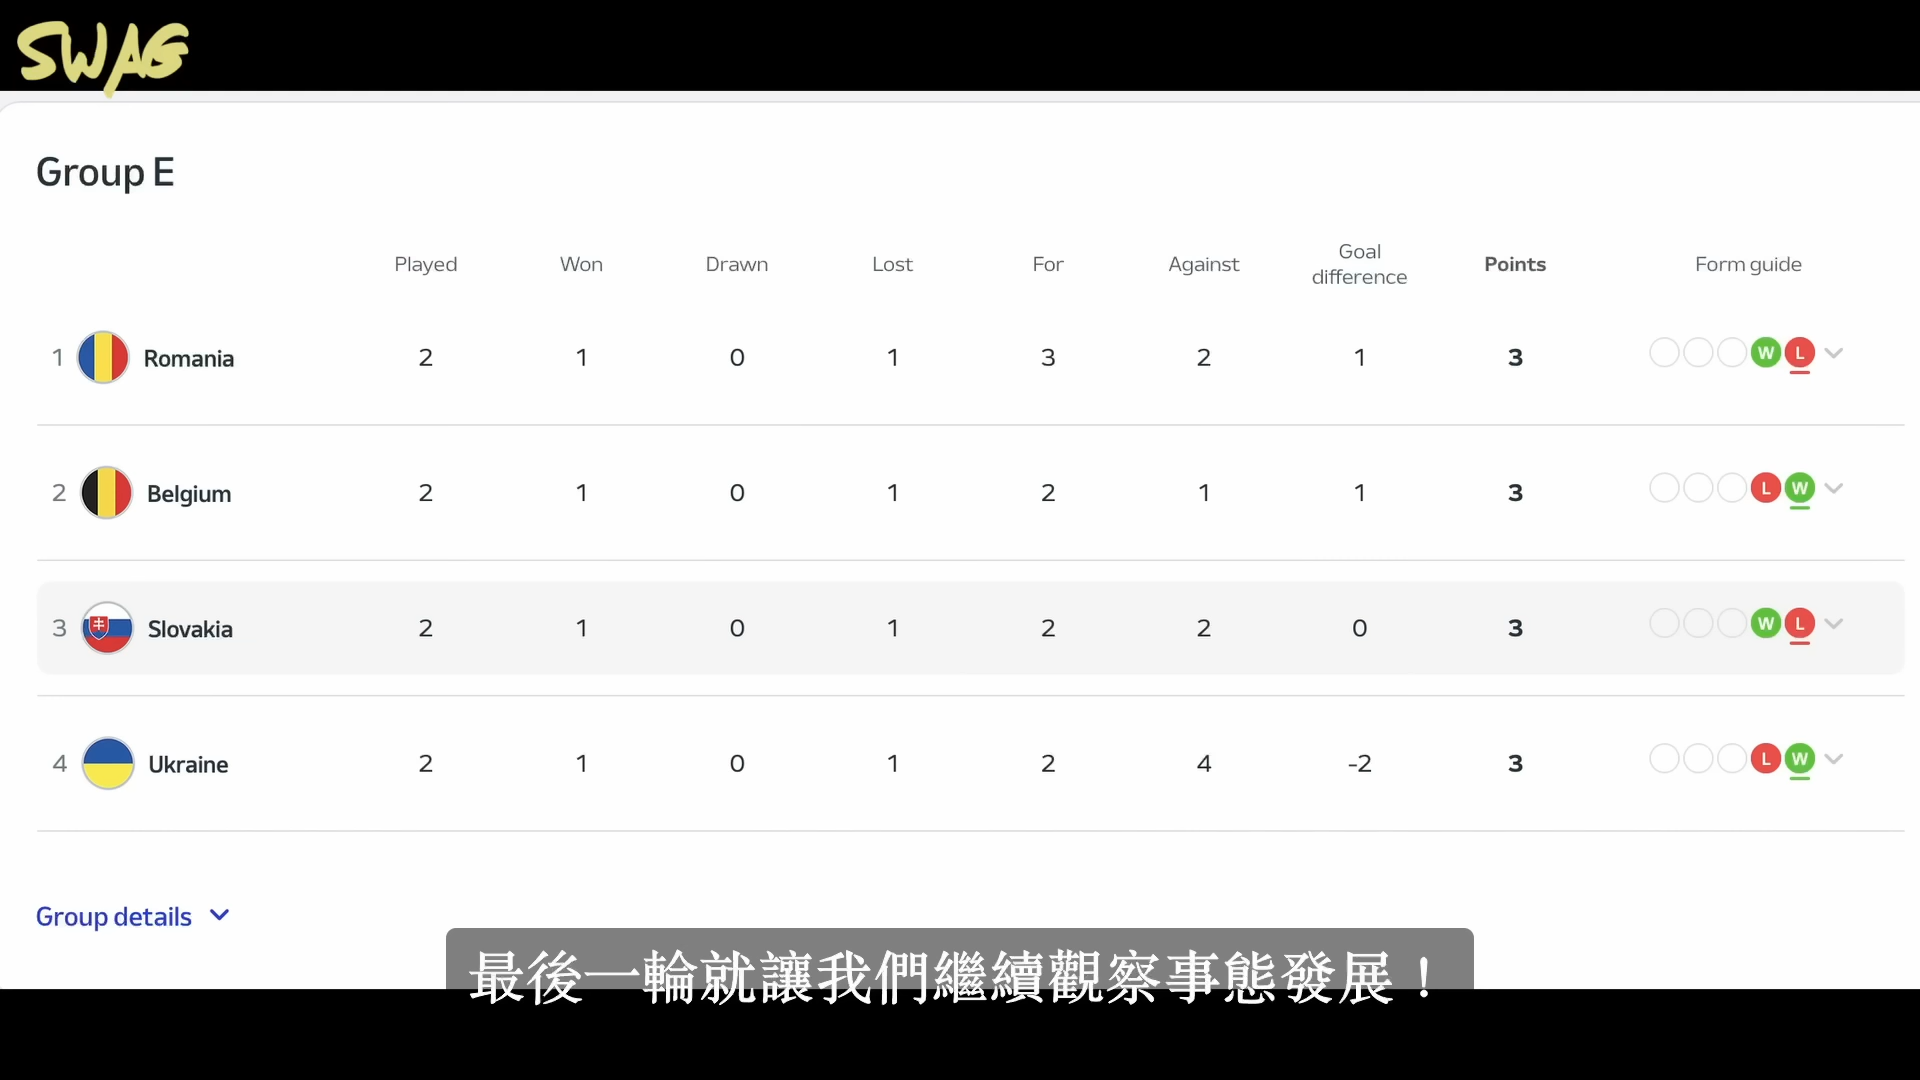 SWAG
Group E
Played Won Drawn Lost For Against Goal difference Points Form guide
1 Romania 2 1 0 1 3 2 1 3 W L
2 Belgium 2 1 0 1 2 1 1 3 L W
3 Slovakia 2 1 0 1 2 2 0 3 W L
4 Ukraine 2 1 0 1 2 4 -2 3 L W
Group details
最後一輪就讓我們繼續觀察事態發展！